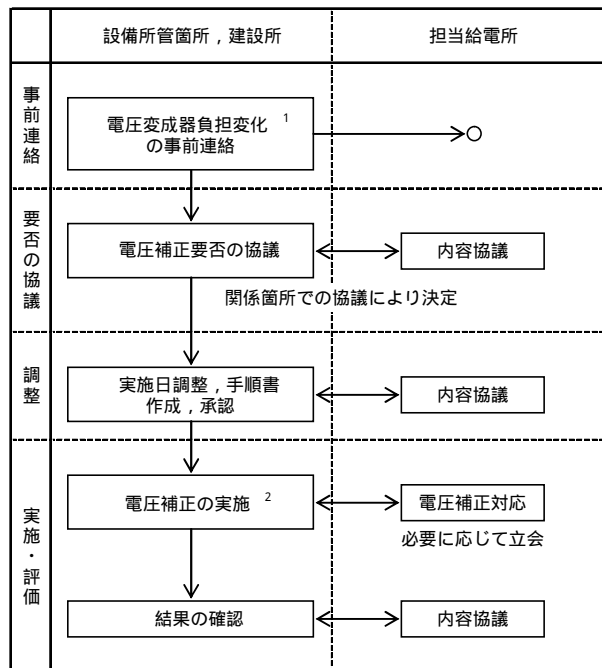 設備所管箇所,建設所
担当給電所
事前連絡
電圧変成器負担変化 1
の事前連絡
要否の協議
電圧補正要否の協議
内容協議
関係箇所での協議により決定
調整
実施日調整,手順書
作成,承認
内容協議
実施・評価
電圧補正の実施 2
電圧補正対応
必要に応じて立会
結果の確認
内容協議